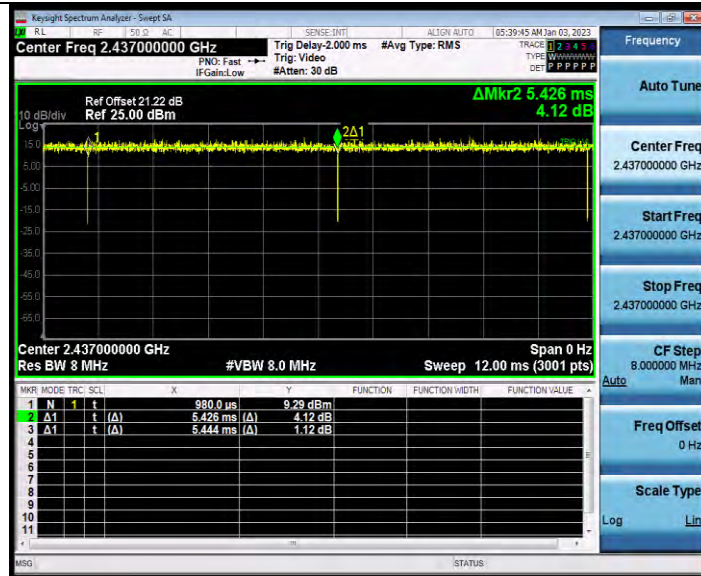 Keysight Spectrum Analyzer - Swept SA
LXI RL RF 50 Ω AC SENSE:INT ALIGN AUTO 05:39:45 AM Jan 03, 2023
Center Freq 2.437000000 GHz
PNO: Fast
IFGain:Low
Trig Delay-2.000 ms
Trig: Video
#Atten: 30 dB
#Avg Type: RMS
TRACE 1 2 3 4 5 6
TYPE WWWWWW
DET P P P P P P
Frequency
ΔMkr2 5.426 ms
4.12 dB
Ref Offset 21.22 dB
10 dB/div Ref 25.00 dBm
Log
15.0
5.00
-5.00
-15.0
-25.0
-35.0
-45.0
-55.0
-65.0
1
2Δ1
Center 2.437000000 GHz Span 0 Hz
Res BW 8 MHz #VBW 8.0 MHz Sweep 12.00 ms (3001 pts)
MKR MODE TRC SCL X Y FUNCTION FUNCTION WIDTH FUNCTION VALUE
1 N 1 t 980.0 µs 9.29 dBm
2 Δ1 t (Δ) 5.426 ms (Δ) 4.12 dB
3 Δ1 t (Δ) 5.444 ms (Δ) 1.12 dB
4
5
6
7
8
9
10
11
MSG STATUS
Auto Tune
Center Freq
2.437000000 GHz
Start Freq
2.437000000 GHz
Stop Freq
2.437000000 GHz
CF Step
8.000000 MHz
Auto Man
Freq Offset
0 Hz
Scale Type
Log Lin